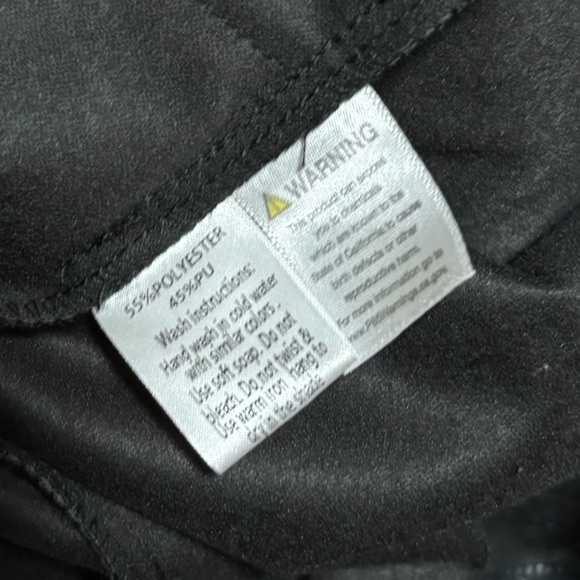 55%POLYESTER
45%PU
Wash instructions:
Hand wash in cold water
with similar colors.
Use soft soap. Do not
bleach. Do not twist &
Use warm iron hang to
dry in the shade
WARNING
This product can expose
you to
which are known to the
State of California to cause
birth defects or other
reproductive harm.
For more information go to
www.P65Warnings.ca.gov.